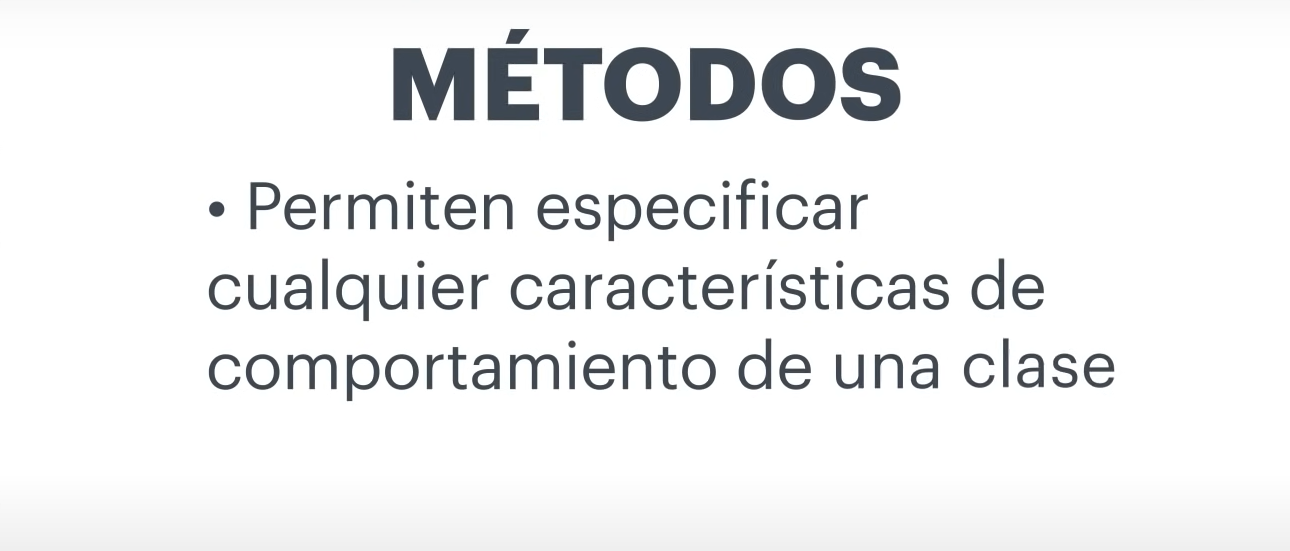 MÉTODOS
• Permiten especificar
cualquier características de
comportamiento de una clase